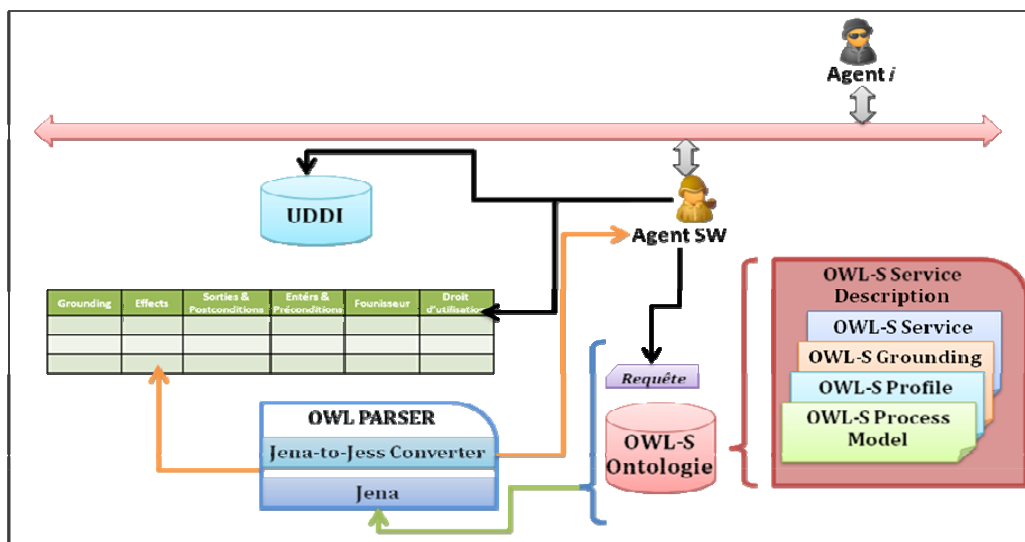 Agent i
UDDI
Agent SW
Grounding
Effects
Sorties &
Postconditions
Entérs &
Préconditions
Founisseur
Droit
d'utilisation
OWL-S Service
Description
OWL-S Service
OWL-S Grounding
OWL-S Profile
OWL-S Process
Model
Requête
OWL-S
Ontologie
OWL PARSER
Jena-to-Jess Converter
Jena